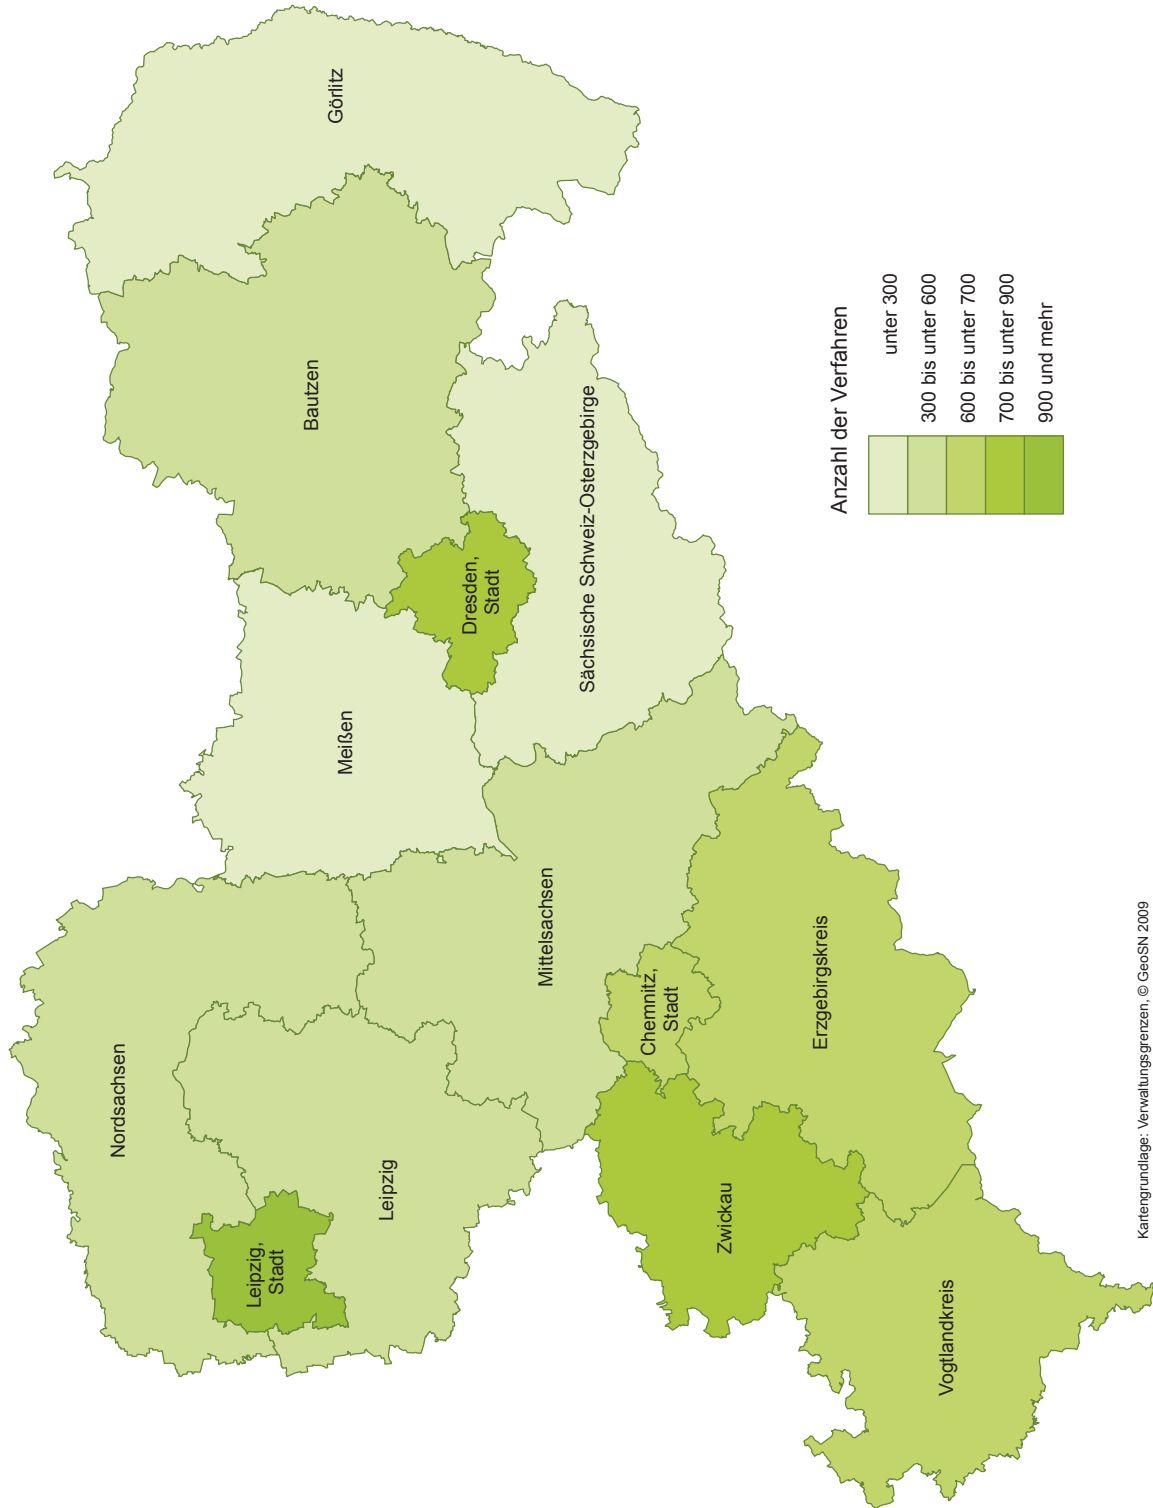 Nordsachsen
Leipzig,
Stadt
Leipzig
Mittelsachsen
Meißen
Bautzen
Görlitz
Dresden,
Stadt
Sächsische Schweiz-Osterzgebirge
Chemnitz,
Stadt
Zwickau
Erzgebirgskreis
Vogtlandkreis
Anzahl der Verfahren
unter 300
300 bis unter 600
600 bis unter 700
700 bis unter 900
900 und mehr
Kartengrundlage: Verwaltungsgrenzen, © GeoSN 2009